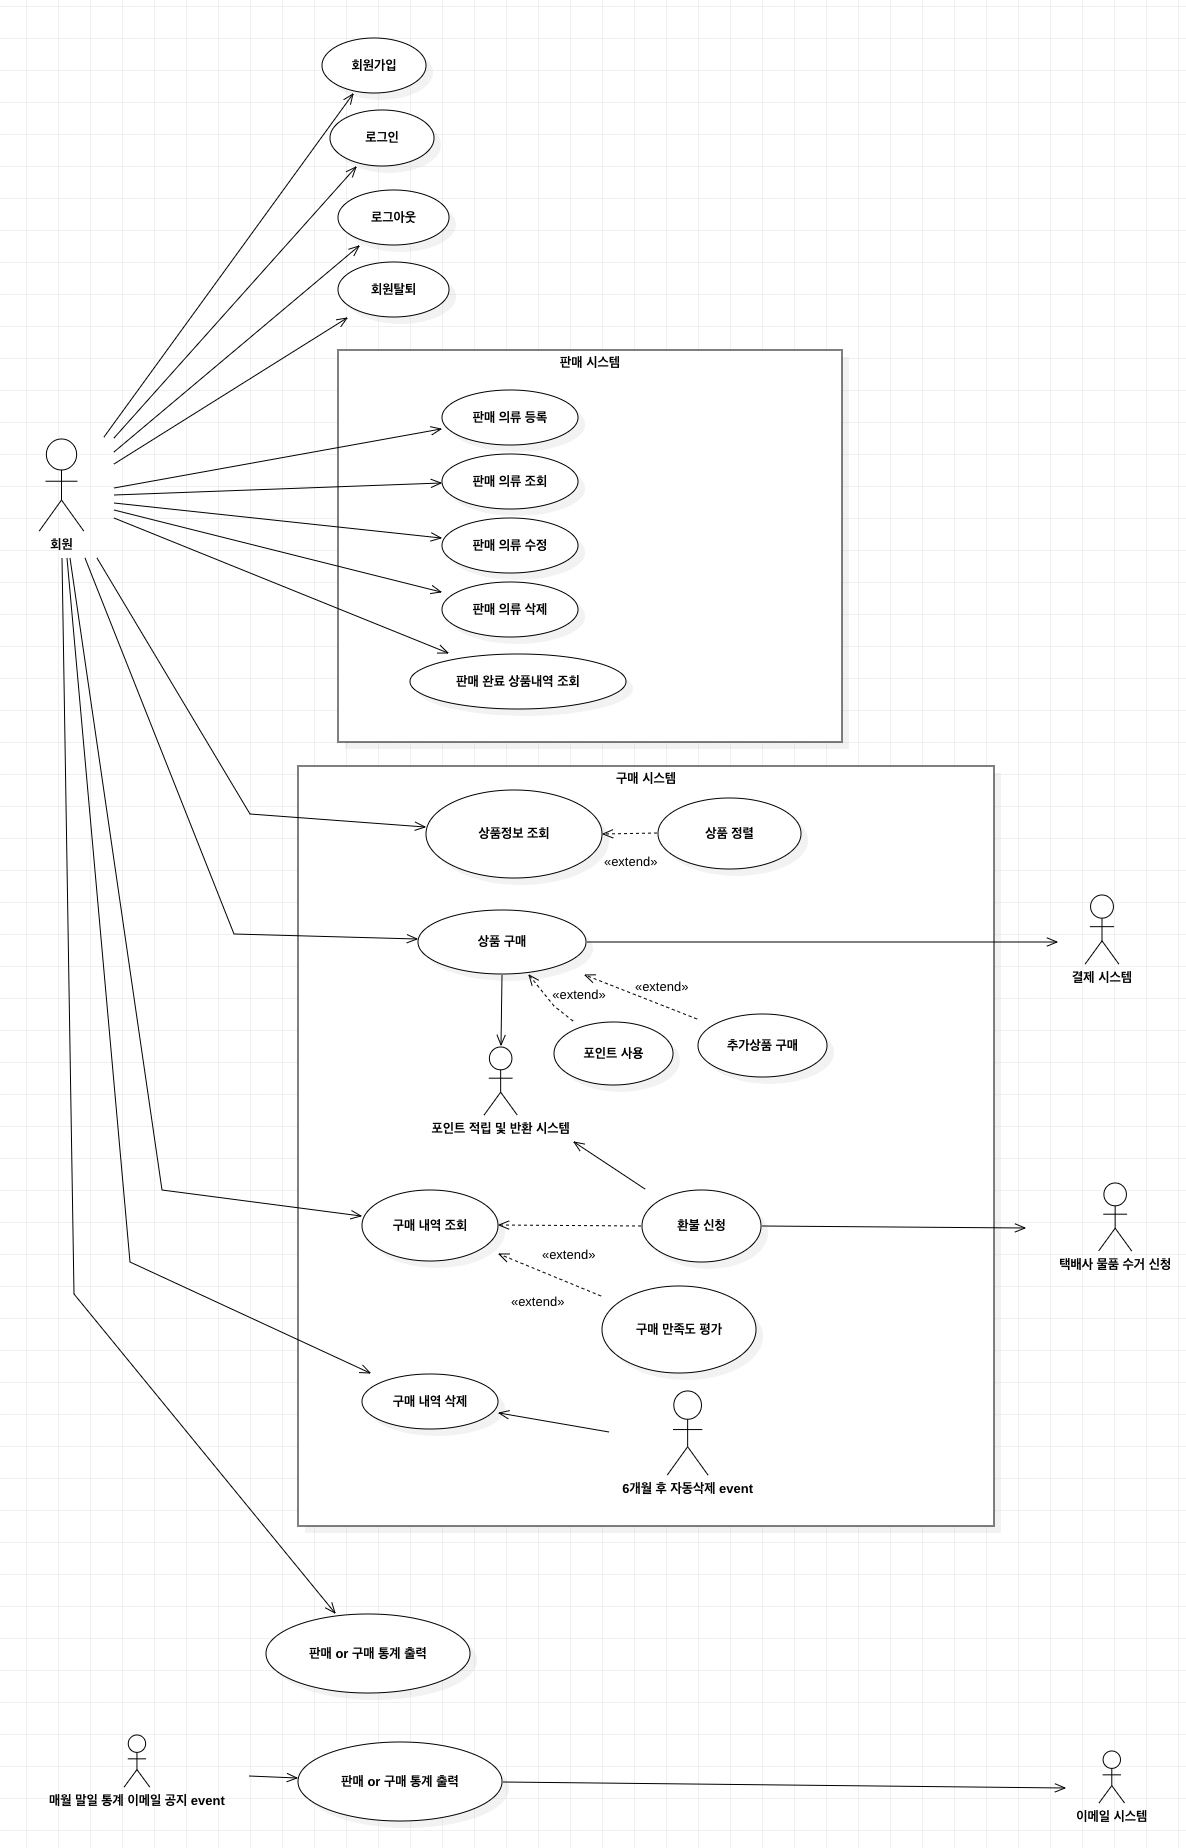 회원가입
로그인
로그아웃
회원탈퇴
판매 시스템
판매 의류 등록
판매 의류 조회
판매 의류 수정
회원
판매 의류 삭제
판매 완료 상품내역 조회
구매 시스템
상품정보 조회
상품 정렬
«extend»
상품 구매
결제 시스템
«extend»
«extend»
포인트 사용
추가상품 구매
포인트 적립 및 반환 시스템
구매 내역 조회
환불 신청
«extend»
택배사 물품 수거 신청
«extend»
구매 만족도 평가
구매 내역 삭제
6개월 후 자동삭제 event
판매 or 구매 통계 출력
매월 말일 통계 이메일 공지 event
판매 or 구매 통계 출력
이메일 시스템